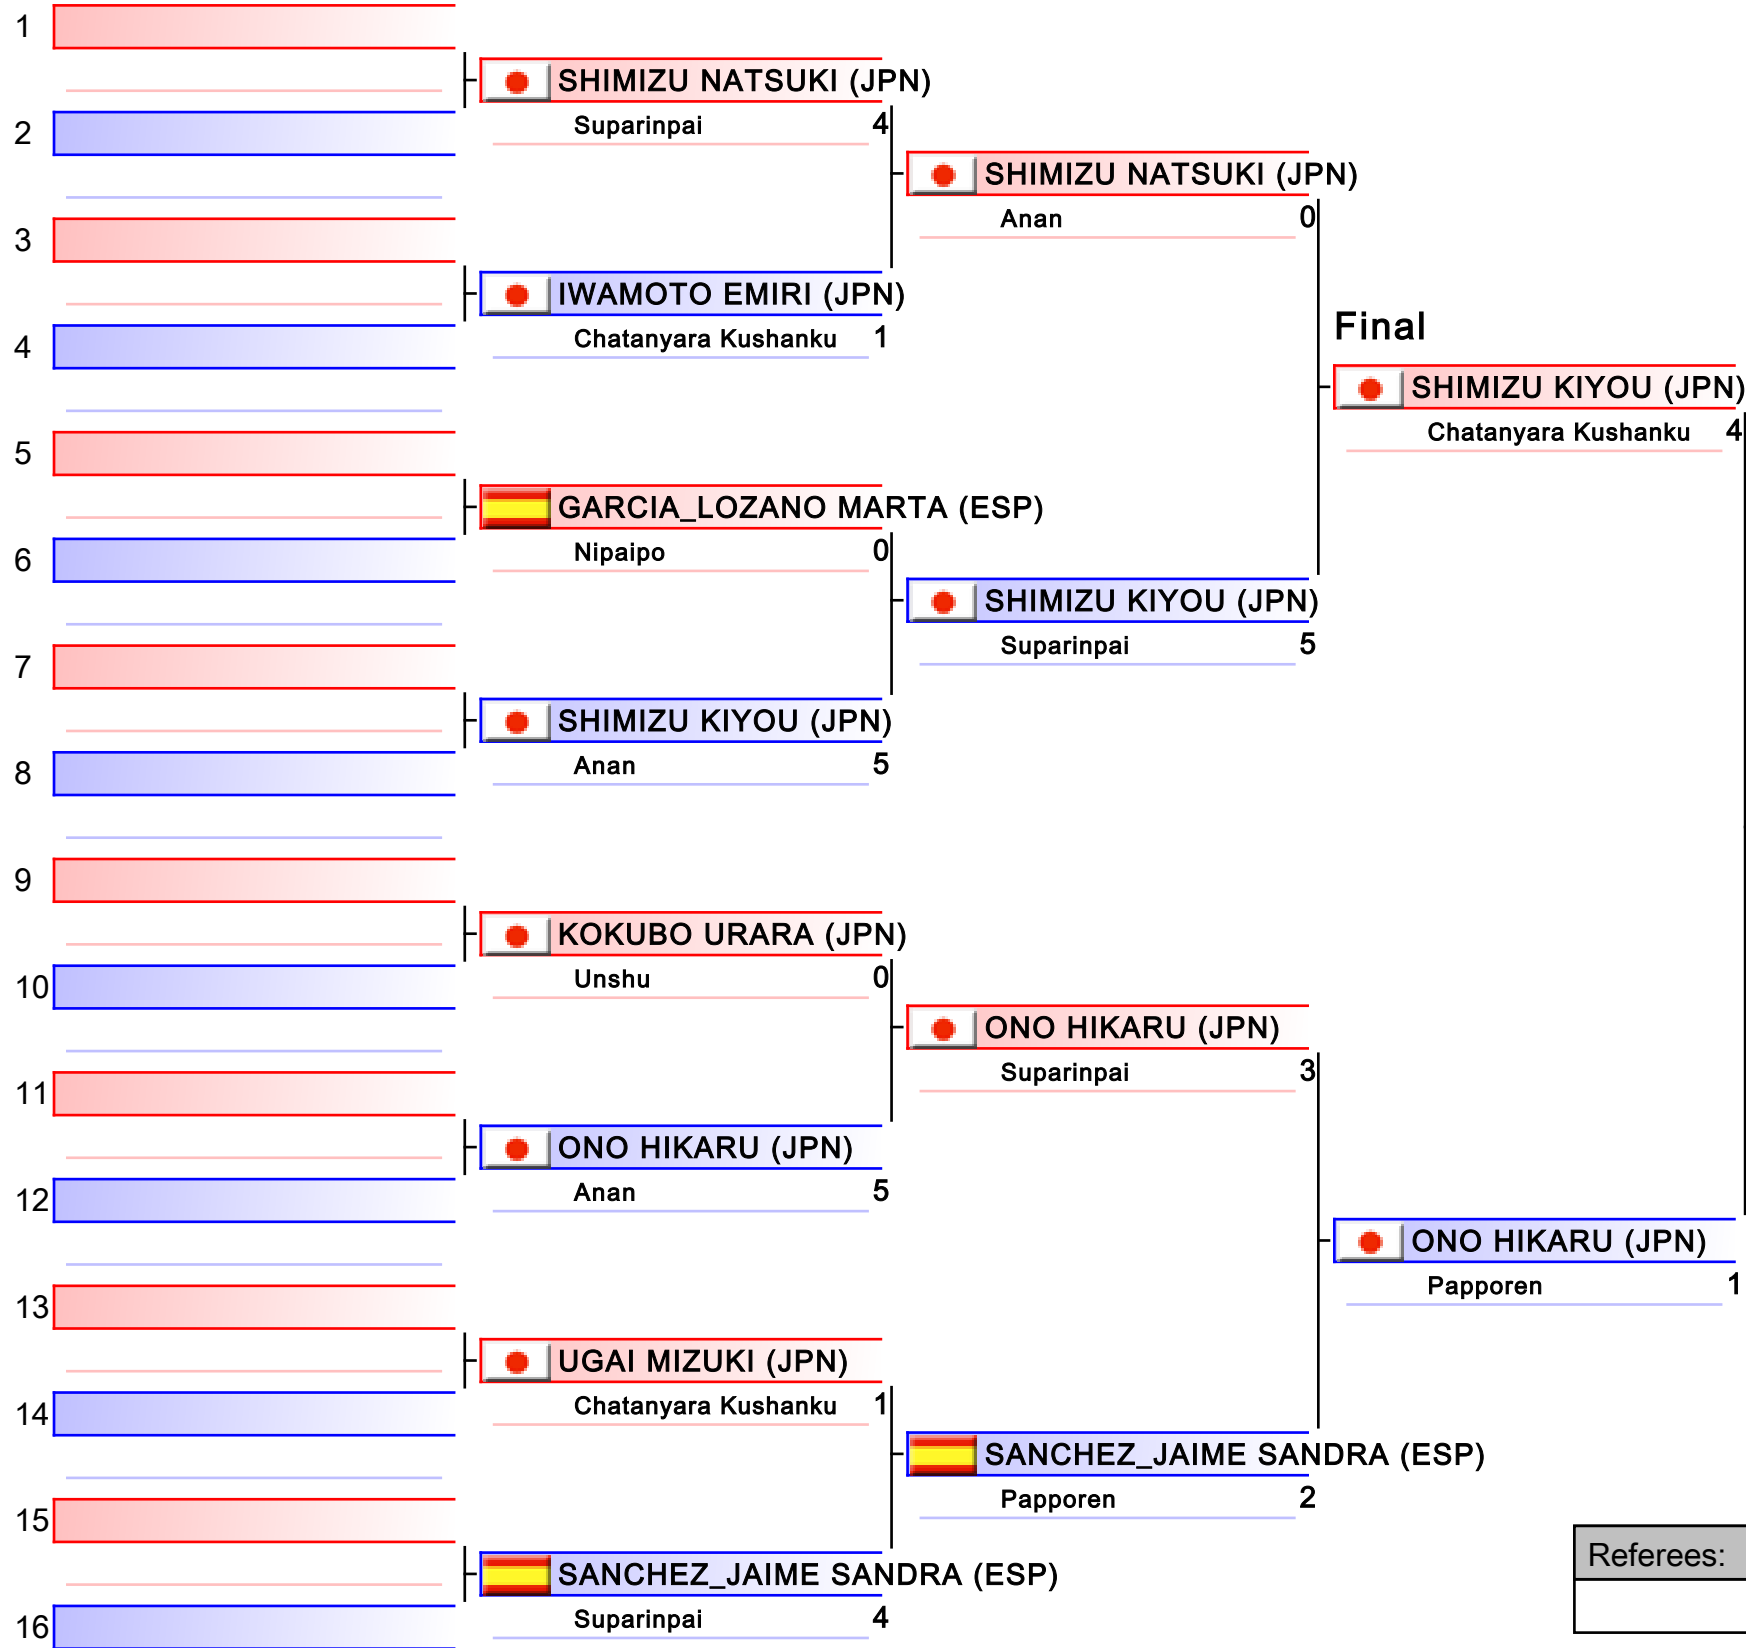 1
SHIMIZU NATSUKI (JPN)
Suparinpai 4
2
SHIMIZU NATSUKI (JPN)
Anan 0
3
IWAMOTO EMIRI (JPN)
Chatanyara Kushanku 1
4
Final
SHIMIZU KIYOU (JPN)
Chatanyara Kushanku 4
5
GARCIA_LOZANO MARTA (ESP)
Nipaipo 0
6
SHIMIZU KIYOU (JPN)
Suparinpai 5
7
SHIMIZU KIYOU (JPN)
Anan 5
8
9
KOKUBO URARA (JPN)
Unshu 0
10
ONO HIKARU (JPN)
Suparinpai 3
11
ONO HIKARU (JPN)
Anan 5
12
ONO HIKARU (JPN)
Papporen 1
13
UGAI MIZUKI (JPN)
Chatanyara Kushanku 1
14
SANCHEZ_JAIME SANDRA (ESP)
Papporen 2
15
SANCHEZ_JAIME SANDRA (ESP)
Suparinpai 4
16
Referees: